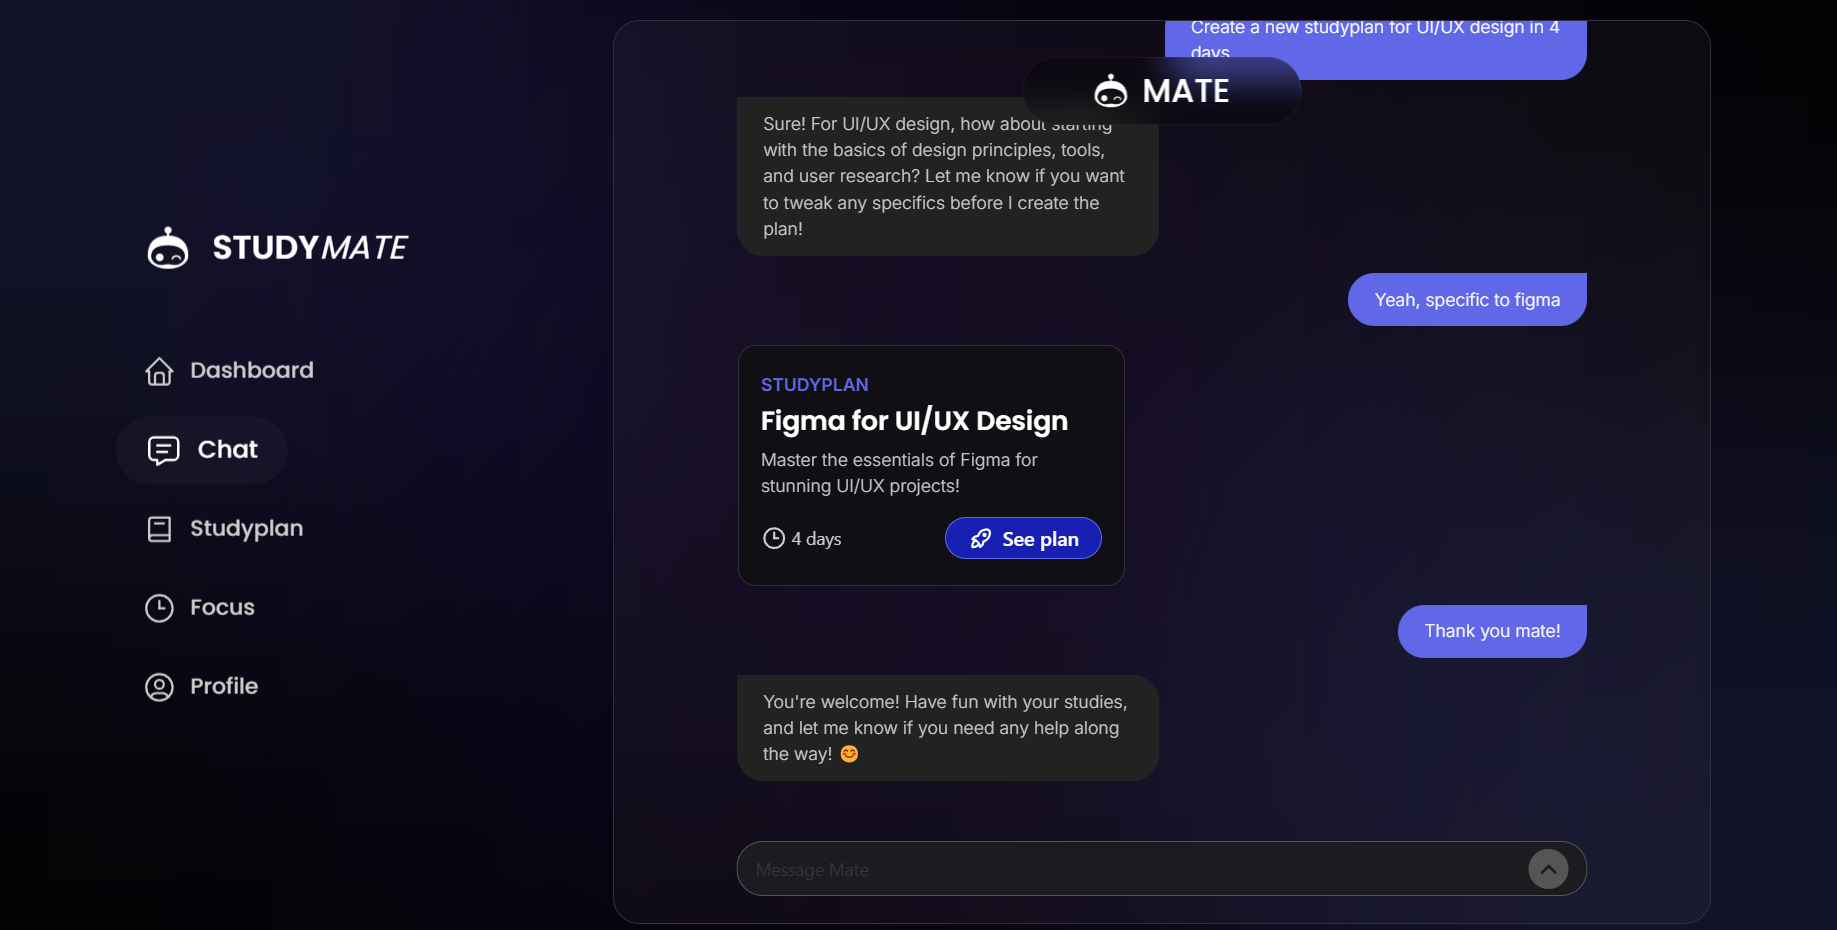 STUDYMATE
Dashboard
Chat
Studyplan
Focus
Profile
Create a new studyplan for UI/UX design in 4
days
MATE
Sure! For UI/UX design, how about starting
with the basics of design principles, tools,
and user research? Let me know if you want
to tweak any specifics before I create the
plan!
Yeah, specific to figma
STUDYPLAN
Figma for UI/UX Design
Master the essentials of Figma for
stunning UI/UX projects!
4 days
See plan
Thank you mate!
You're welcome! Have fun with your studies,
and let me know if you need any help along
the way! 😊
Message Mate